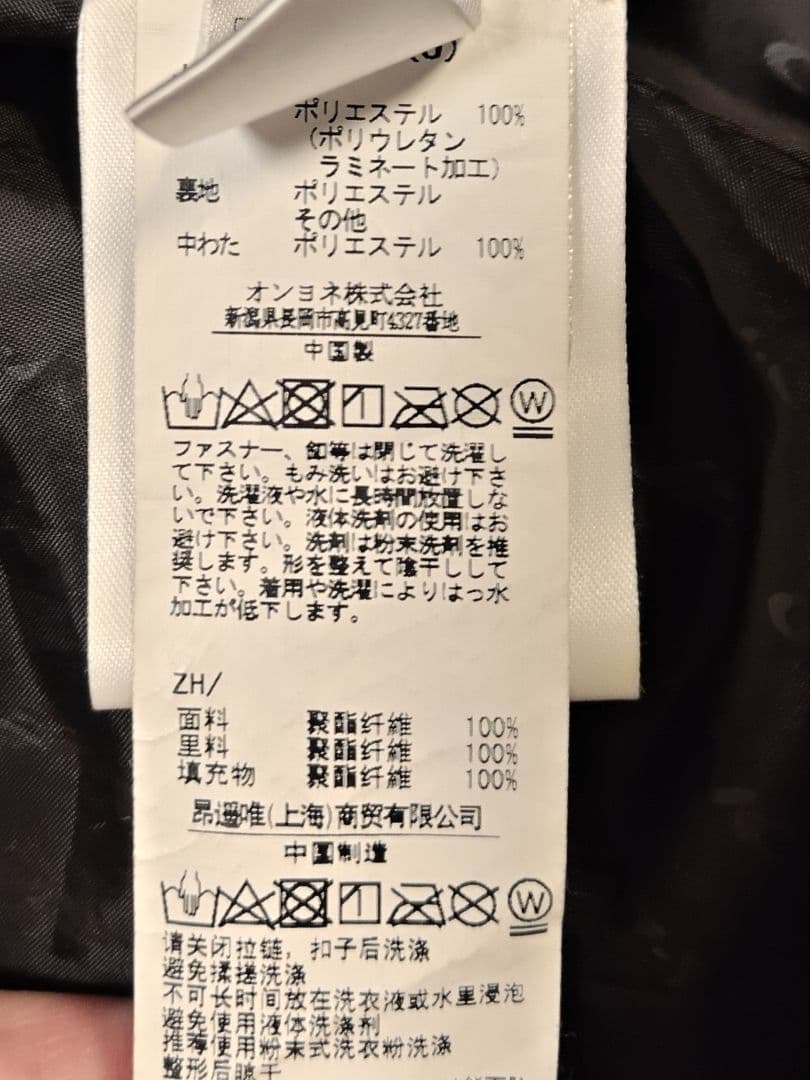 ポリエステル 100%
(ポリウレタン
ラミネート加工)
裏地 ポリエステル
その他
中わた ポリエステル 100%
オンヨネ株式会社
新潟県長岡市高見町4327番地
中国製
W
ファスナー、釦等は閉じて洗濯し
て下さい。もみ洗いはお避け下さ
い。洗濯液や水に長時間放置しな
いで下さい。液体洗剤の使用はお
避け下さい。洗剤は粉末洗剤を推
奨します。形を整えて陰干しして
下さい。着用や洗濯によりはっ水
加工が低下します。
ZH/
面料 聚酯纤維 100%
里料 聚酯纤維 100%
填充物 聚酯纤維 100%
昂遥唯(上海)商贸有限公司
中国制造
W
请关闭拉链，扣子后洗涤
避免揉搓洗涤
不可长时间放在洗衣液或水里浸泡
避免使用液体洗涤剂
推荐使用粉末式洗衣粉洗涤
整形后晾干